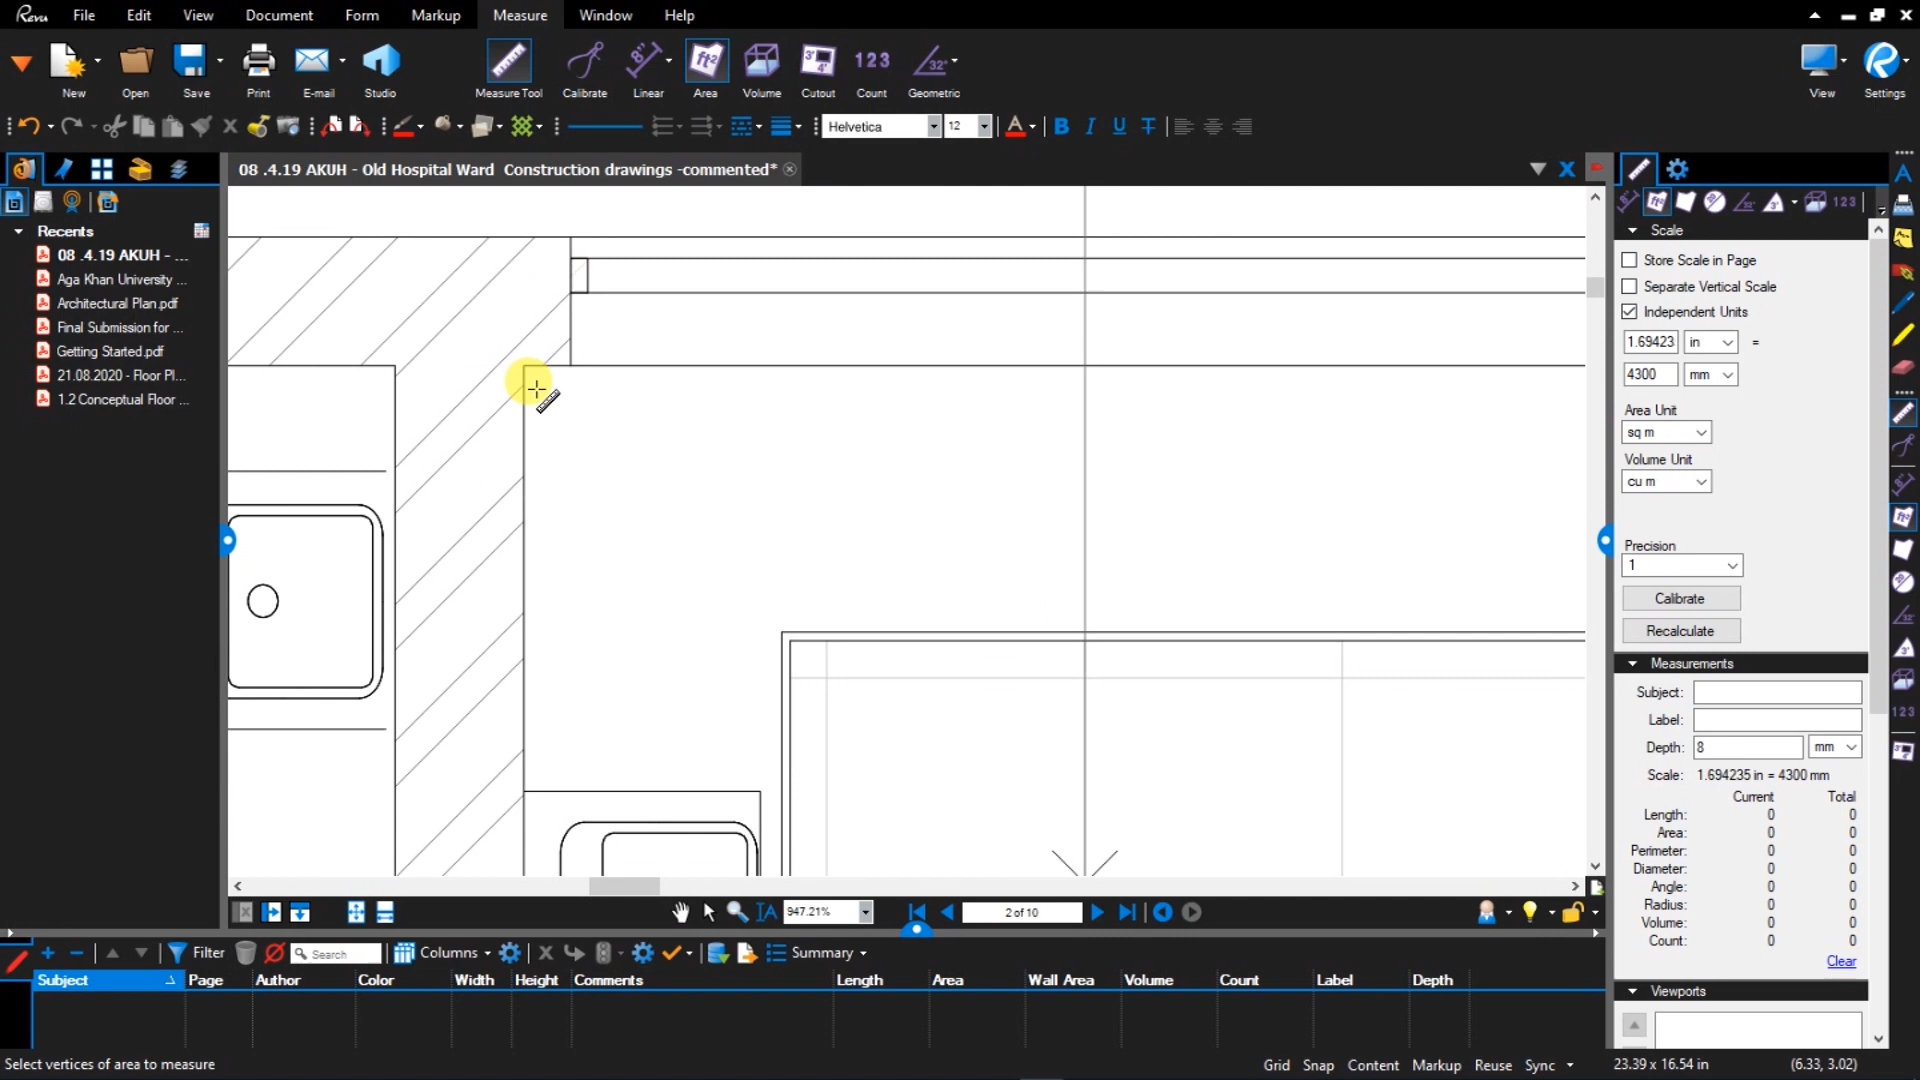 Revu File Edit View Document Form Markup Measure Window Help
New Open Save Print E-mail Studio Measure Tool Calibrate Linear Area Volume Cutout Count Geometric View Settings
Helvetica 12 A B I U T
08 .4.19 AKUH - Old Hospital Ward Construction drawings -commented*
Recents
08 .4.19 AKUH - ...
Aga Khan University ...
Architectural Plan.pdf
Final Submission for ...
Getting Started.pdf
21.08.2020 - Floor Pl...
1.2 Conceptual Floor ...
Scale
Store Scale in Page
Separate Vertical Scale
Independent Units
1.69423 in =
4300 mm
Area Unit
sq m
Volume Unit
cu m
Precision
1
Calibrate
Recalculate
Measurements
Subject:
Label:
Depth: 8 mm
Scale: 1.694235 in = 4300 mm
Current Total
Length: 0 0
Area: 0 0
Perimeter: 0 0
Diameter: 0 0
Angle: 0 0
Radius: 0 0
Volume: 0 0
Count: 0 0
Clear
Viewports
947.21% 2 of 10
Filter Search Columns Summary
Subject Page Author Color Width Height Comments Length Area Wall Area Volume Count Label Depth
Select vertices of area to measure
Grid Snap Content Markup Reuse Sync 23.39 x 16.54 in (6.33, 3.02)